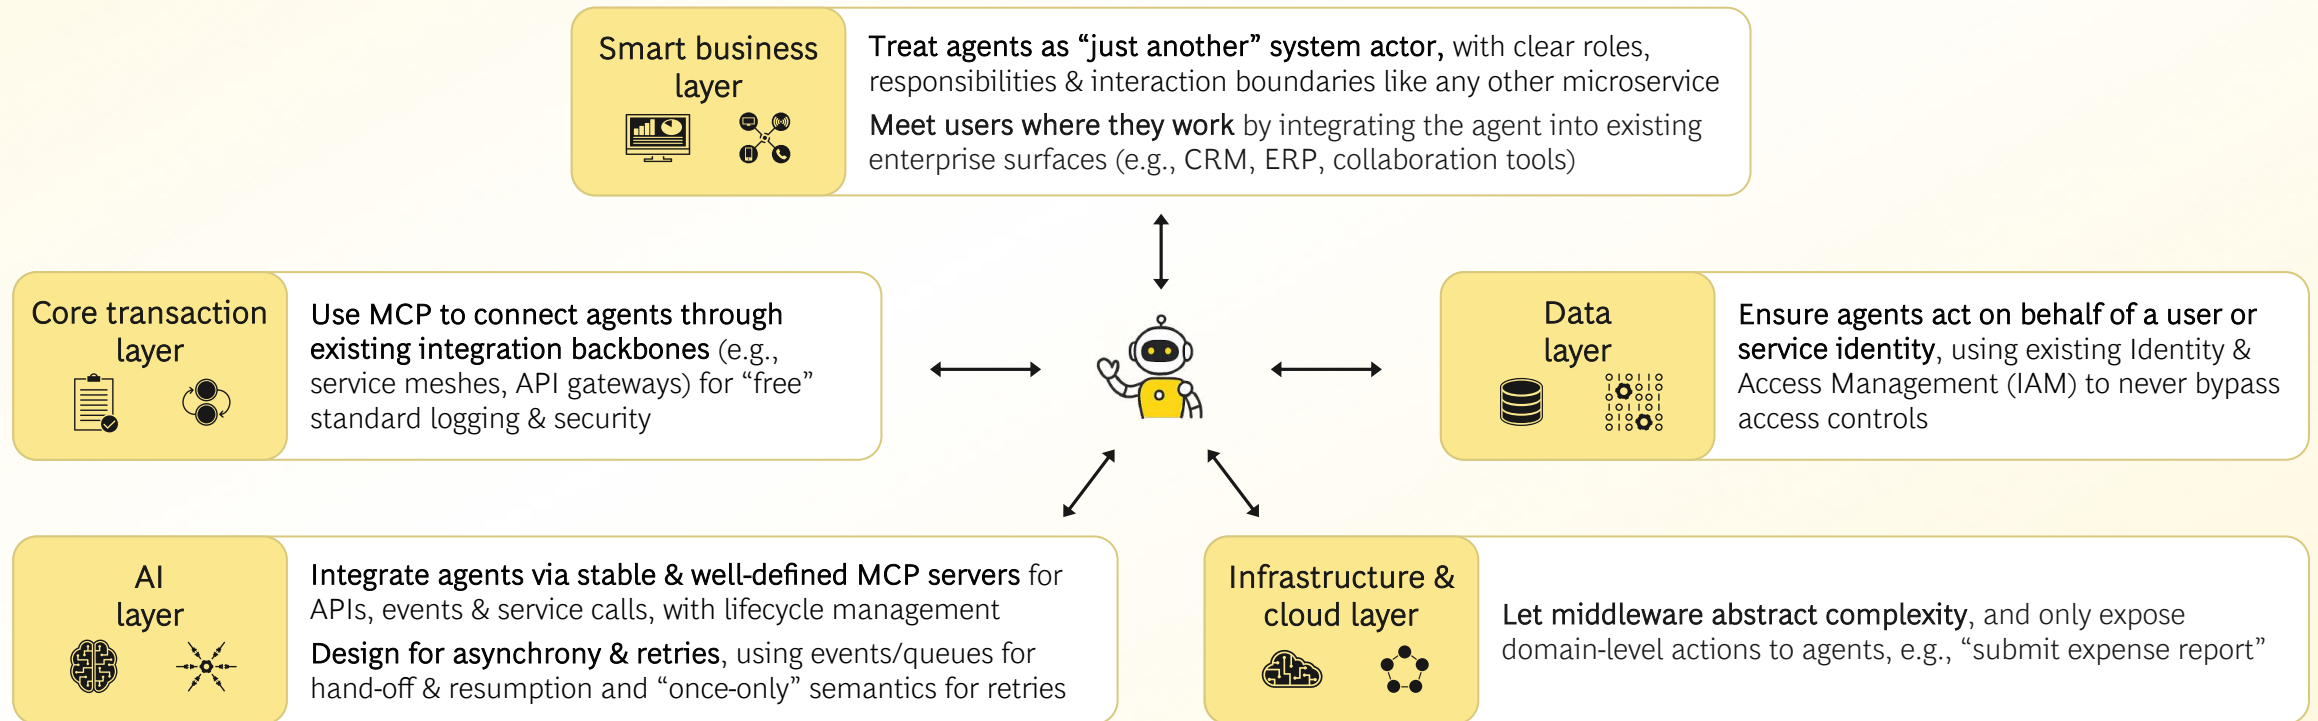 Smart business
layer
Treat agents as “just another” system actor, with clear roles,
responsibilities & interaction boundaries like any other microservice
Meet users where they work by integrating the agent into existing
enterprise surfaces (e.g., CRM, ERP, collaboration tools)
Core transaction
layer
Use MCP to connect agents through
existing integration backbones (e.g.,
service meshes, API gateways) for “free”
standard logging & security
Data
layer
Ensure agents act on behalf of a user or
service identity, using existing Identity &
Access Management (IAM) to never bypass
access controls
AI
layer
Integrate agents via stable & well-defined MCP servers for
APIs, events & service calls, with lifecycle management
Design for asynchrony & retries, using events/queues for
hand-off & resumption and “once-only” semantics for retries
Infrastructure &
cloud layer
Let middleware abstract complexity, and only expose
domain-level actions to agents, e.g., “submit expense report”